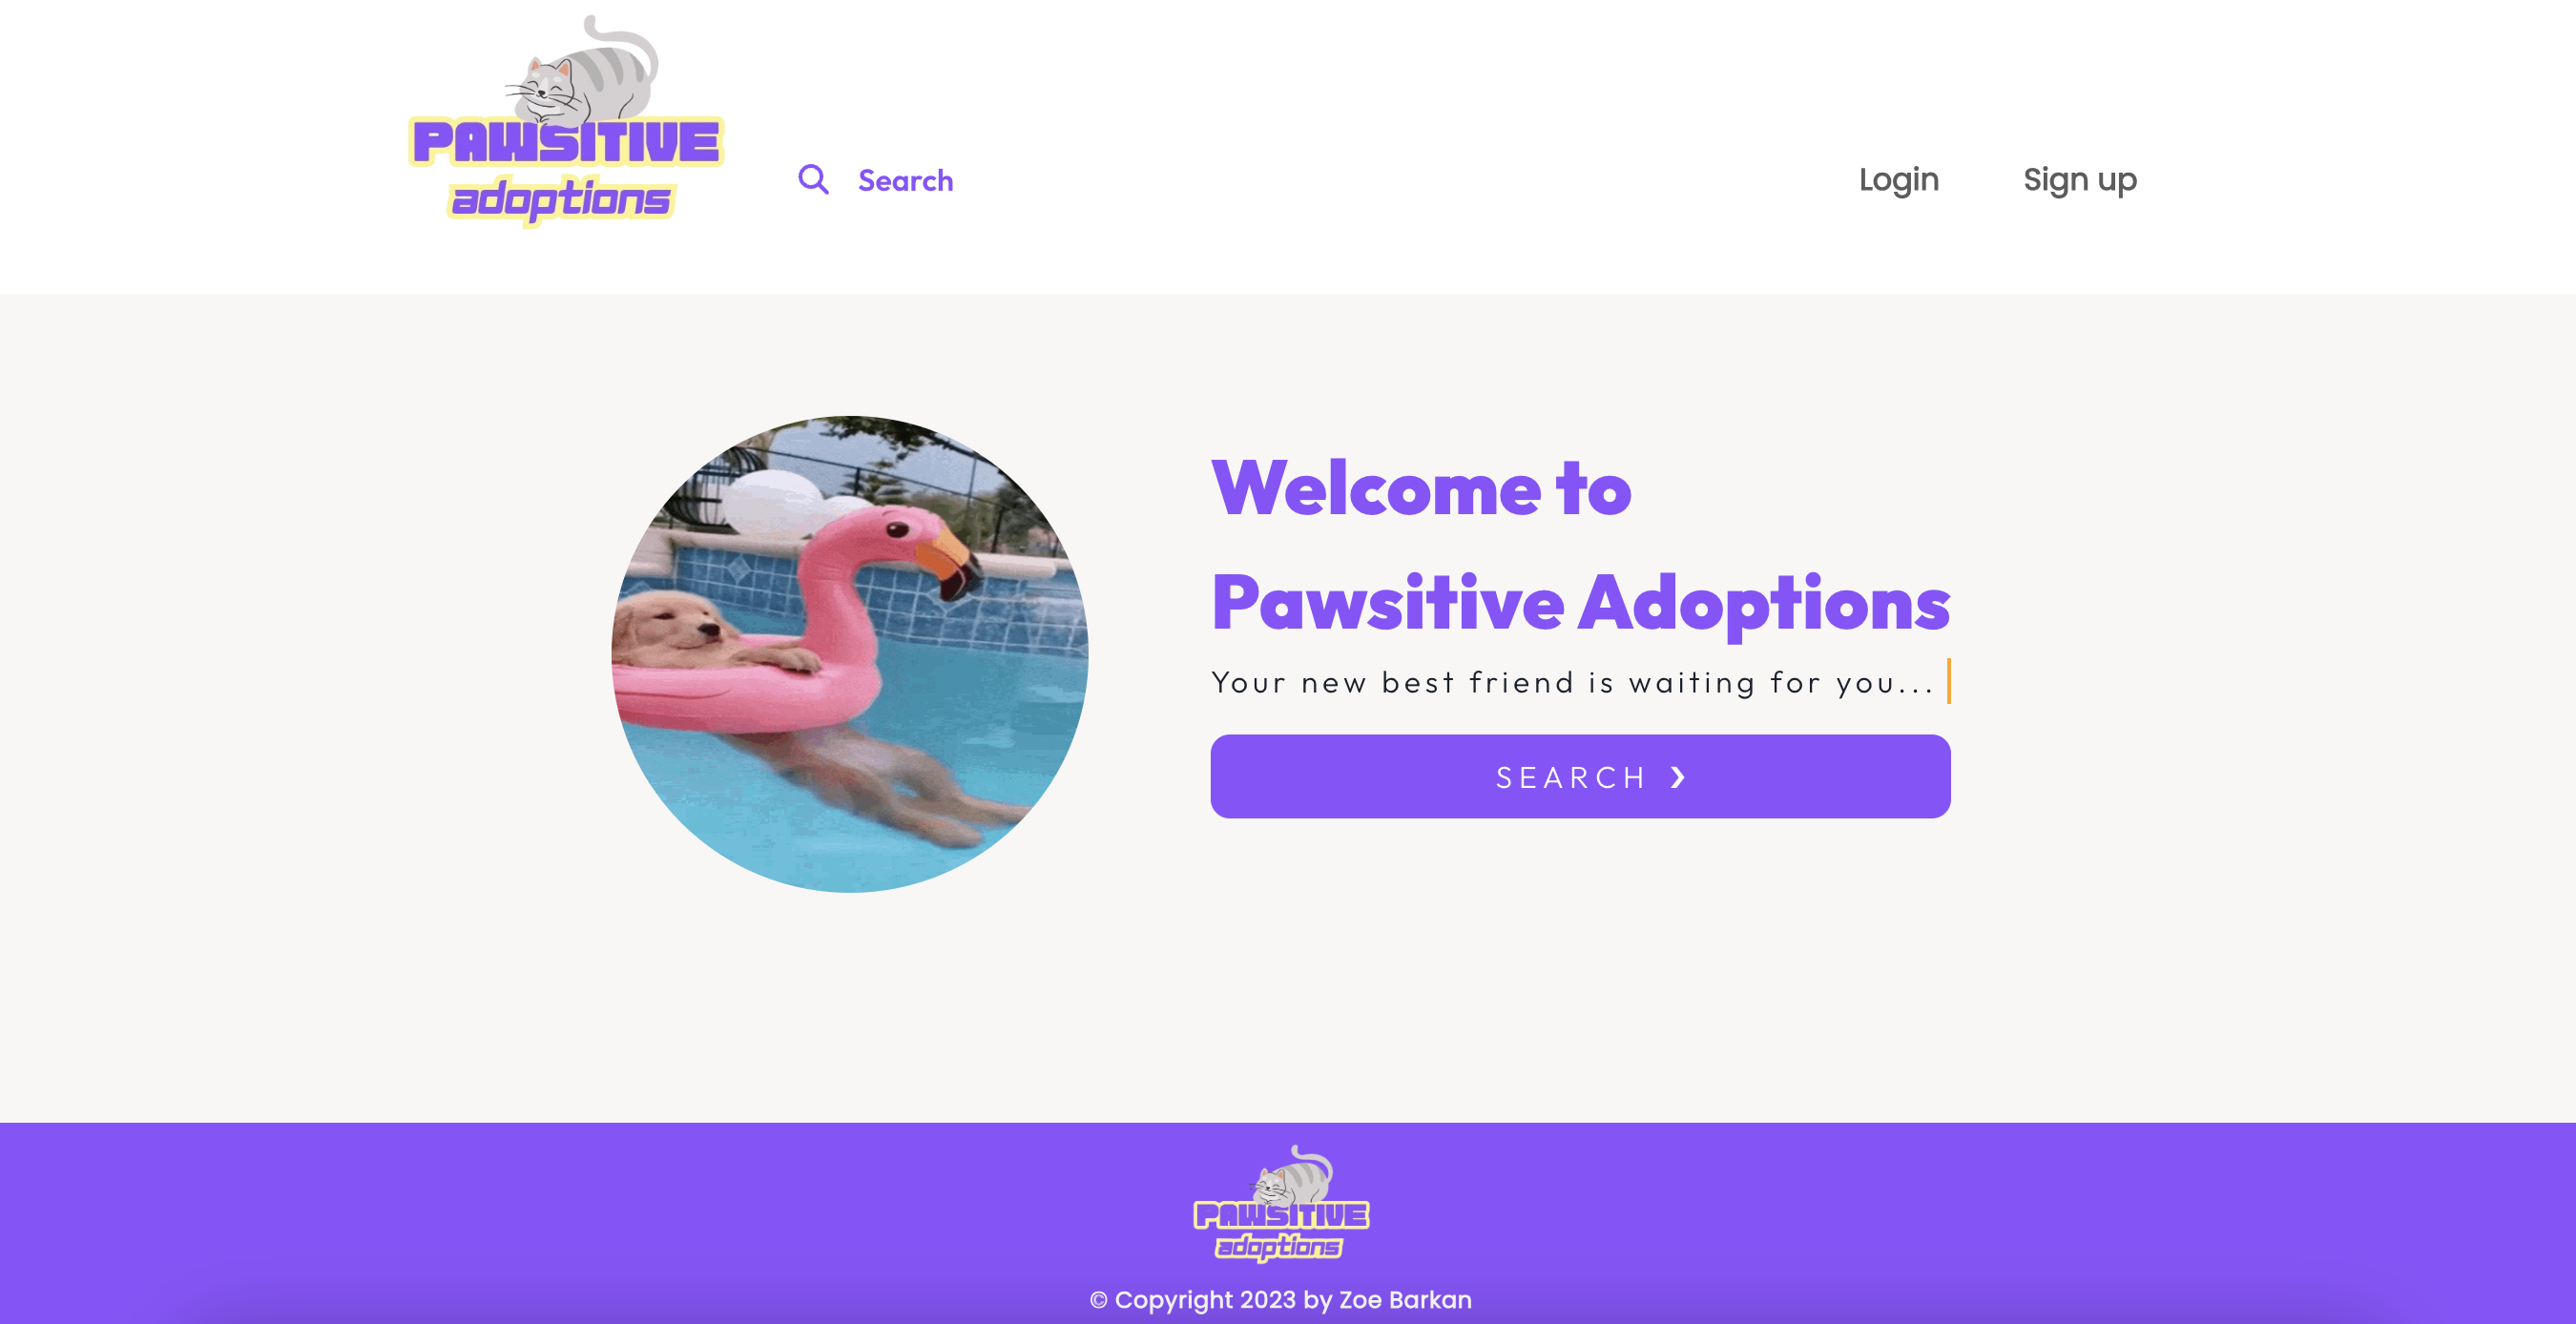 PAWSITIVE
adoptions
Search
Login
Sign up
Welcome to
Pawsitive Adoptions
Your new best friend is waiting for you...
SEARCH ›
PAWSITIVE
adoptions
© Copyright 2023 by Zoe Barkan